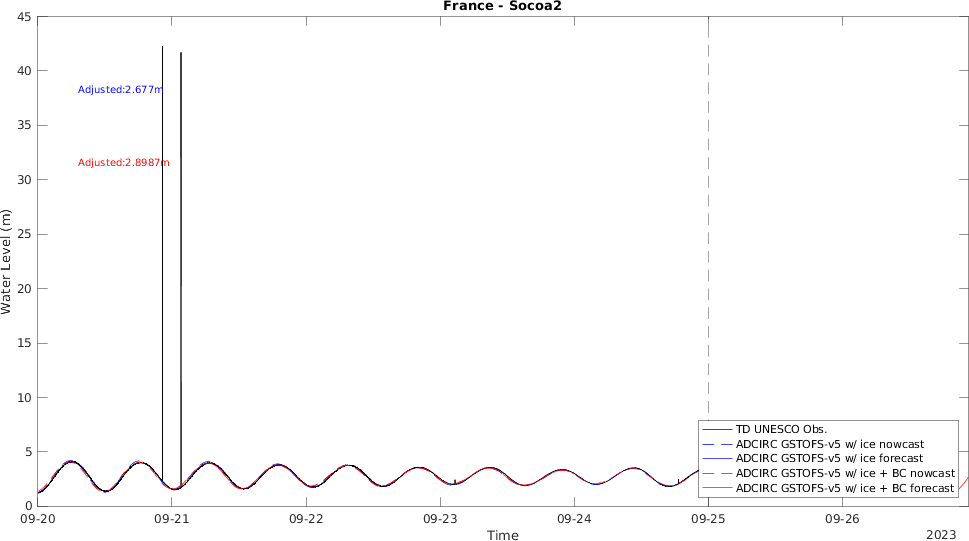 France - Socoa2
45
40
35
30
25
20
15
10
5
0
Water Level (m)
Adjusted:2.677m
Adjusted:2.8987m
TD UNESCO Obs.
ADCIRC GSTOFS-v5 w/ ice nowcast
ADCIRC GSTOFS-v5 w/ ice forecast
ADCIRC GSTOFS-v5 w/ ice + BC nowcast
ADCIRC GSTOFS-v5 w/ ice + BC forecast
09-20 09-21 09-22 09-23 09-24 09-25 09-26
Time
2023